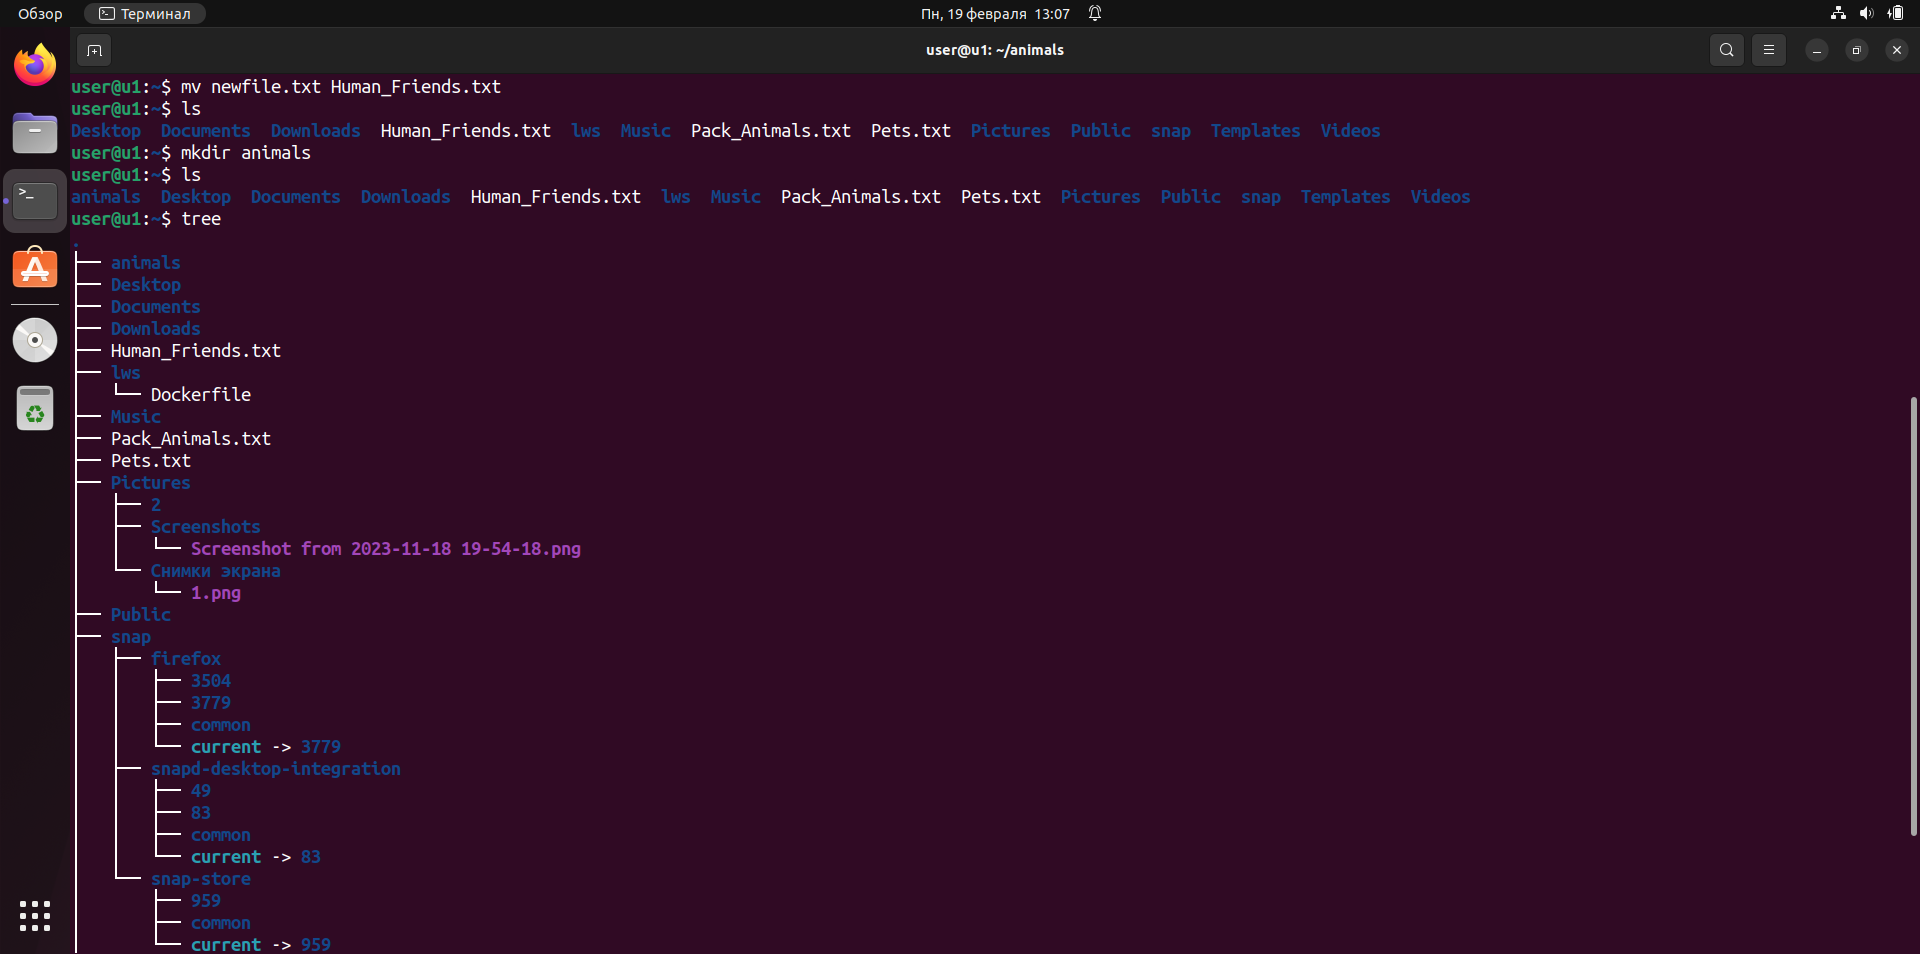 Обзор Терминал Пн, 19 февраля 13:07
user@u1: ~/animals
user@u1:~$ mv newfile.txt Human_Friends.txt
user@u1:~$ ls
Desktop Documents Downloads Human_Friends.txt lws Music Pack_Animals.txt Pets.txt Pictures Public snap Templates Videos
user@u1:~$ mkdir animals
user@u1:~$ ls
animals Desktop Documents Downloads Human_Friends.txt lws Music Pack_Animals.txt Pets.txt Pictures Public snap Templates Videos
user@u1:~$ tree
.
├── animals
├── Desktop
├── Documents
├── Downloads
├── Human_Friends.txt
├── lws
│   └── Dockerfile
├── Music
├── Pack_Animals.txt
├── Pets.txt
├── Pictures
│   ├── 2
│   ├── Screenshots
│   │   └── Screenshot from 2023-11-18 19-54-18.png
│   └── Снимки экрана
│       └── 1.png
├── Public
├── snap
│   ├── firefox
│   │   ├── 3504
│   │   ├── 3779
│   │   ├── common
│   │   └── current -> 3779
│   ├── snapd-desktop-integration
│   │   ├── 49
│   │   ├── 83
│   │   ├── common
│   │   └── current -> 83
│   └── snap-store
│       ├── 959
│       ├── common
│       └── current -> 959